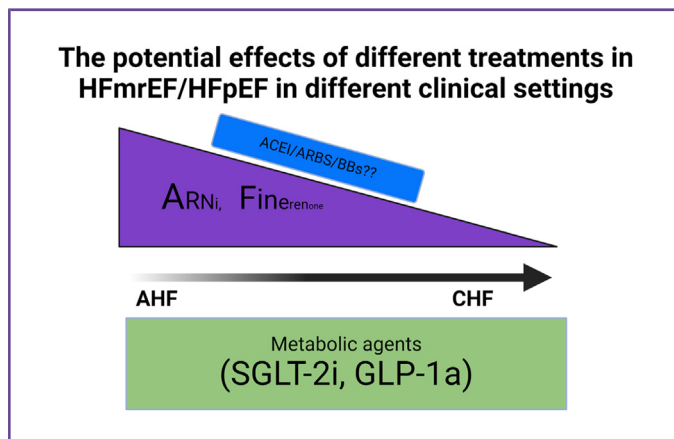 The potential effects of different treatments in
HFmrEF/HFpEF in different clinical settings
ACEI/ARBS/BBs??
ARNi, Finerenone
AHF
CHF
Metabolic agents
(SGLT-2i, GLP-1a)